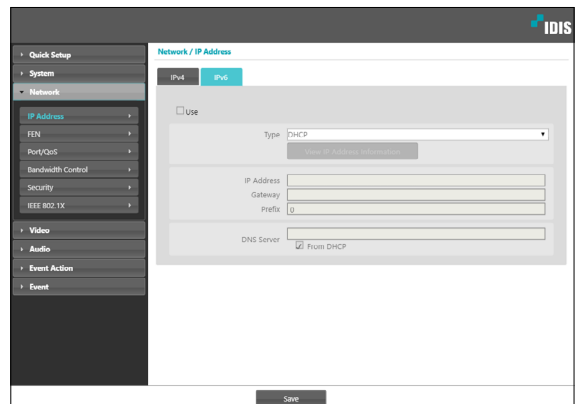 IDIS
Quick Setup
System
Network
IP Address
FEN
Port/QoS
Bandwidth Control
Security
IEEE 802.1X
Video
Audio
Event Action
Event
Network / IP Address
IPv4 IPv6
Use
Type DHCP
View IP Address Information
IP Address
Gateway
Prefix 0
DNS Server
From DHCP
Save